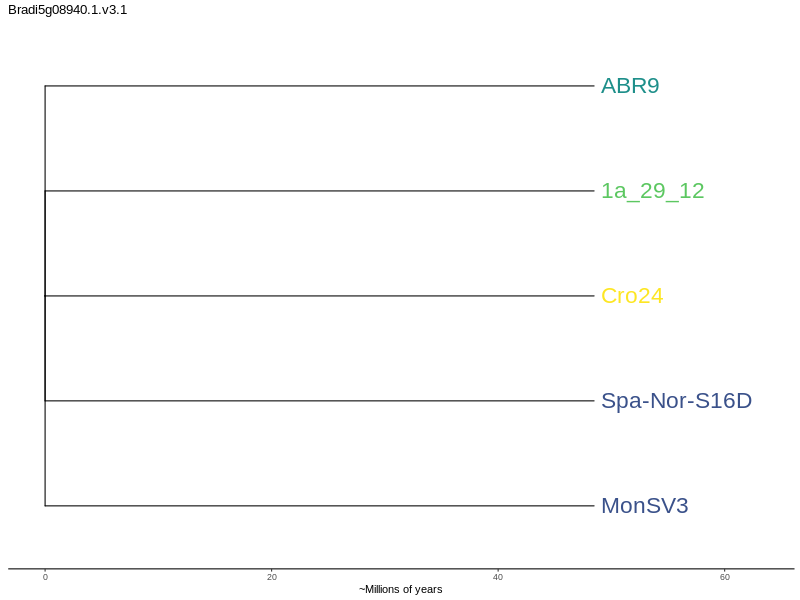 Bradi5g08940.1.v3.1
ABR9
1a_29_12
Cro24
Spa-Nor-S16D
MonSV3
0 20 40 60
~Millions of years